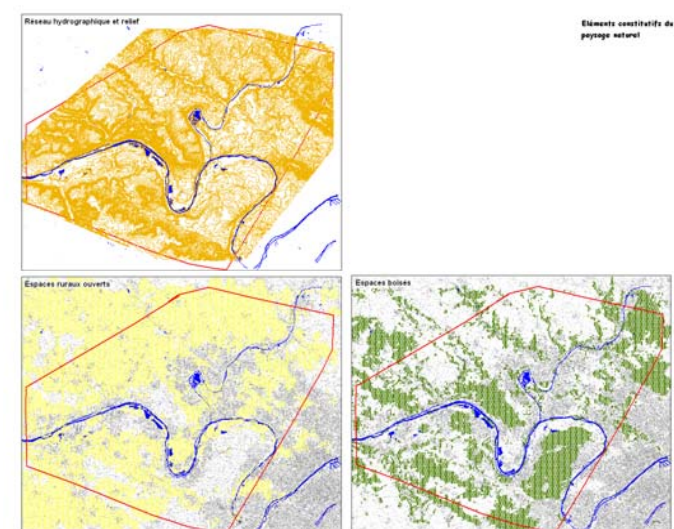 Réseau hydrographique et relief
Eléments constitutifs du
paysage naturel
Espaces ruraux ouverts
Espaces boisés